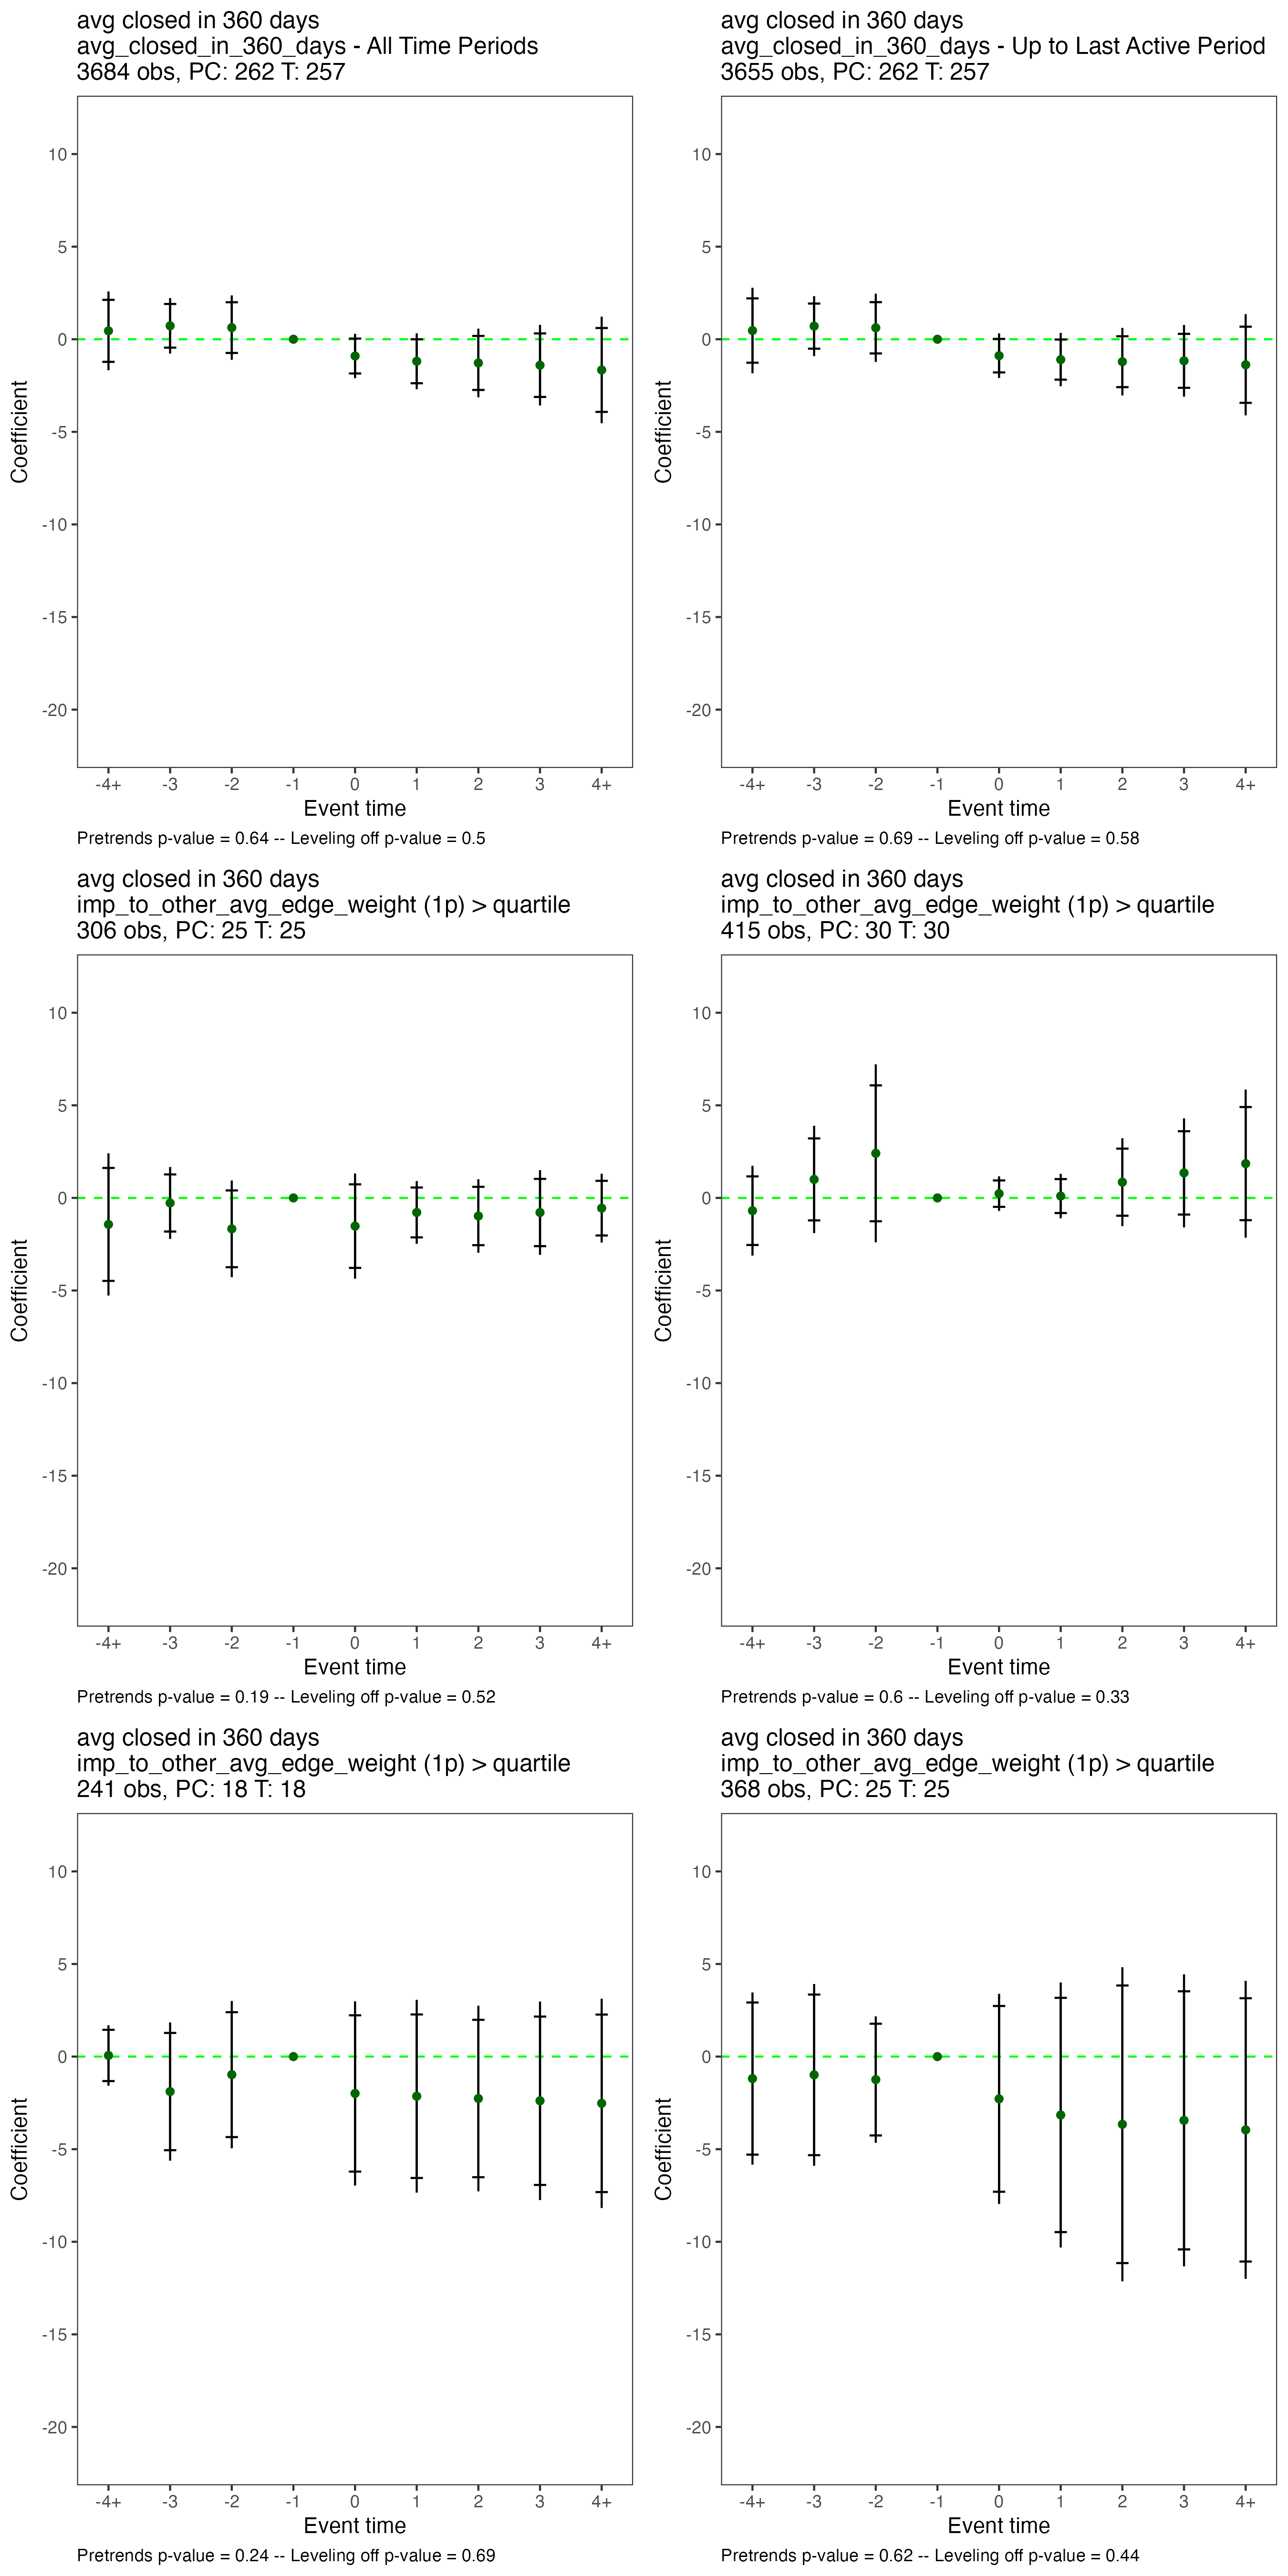 avg closed in 360 days
avg_closed_in_360_days - All Time Periods
3684 obs, PC: 262 T: 257
10
5
0
-5
-10
-15
-20
Coefficient
-4+ -3 -2 -1 0 1 2 3 4+
Event time
Pretrends p-value = 0.64 -- Leveling off p-value = 0.5
avg closed in 360 days
avg_closed_in_360_days - Up to Last Active Period
3655 obs, PC: 262 T: 257
10
5
0
-5
-10
-15
-20
Coefficient
-4+ -3 -2 -1 0 1 2 3 4+
Event time
Pretrends p-value = 0.69 -- Leveling off p-value = 0.58
avg closed in 360 days
imp_to_other_avg_edge_weight (1p) > quartile
306 obs, PC: 25 T: 25
10
5
0
-5
-10
-15
-20
Coefficient
-4+ -3 -2 -1 0 1 2 3 4+
Event time
Pretrends p-value = 0.19 -- Leveling off p-value = 0.52
avg closed in 360 days
imp_to_other_avg_edge_weight (1p) > quartile
415 obs, PC: 30 T: 30
10
5
0
-5
-10
-15
-20
Coefficient
-4+ -3 -2 -1 0 1 2 3 4+
Event time
Pretrends p-value = 0.6 -- Leveling off p-value = 0.33
avg closed in 360 days
imp_to_other_avg_edge_weight (1p) > quartile
241 obs, PC: 18 T: 18
10
5
0
-5
-10
-15
-20
Coefficient
-4+ -3 -2 -1 0 1 2 3 4+
Event time
Pretrends p-value = 0.24 -- Leveling off p-value = 0.69
avg closed in 360 days
imp_to_other_avg_edge_weight (1p) > quartile
368 obs, PC: 25 T: 25
10
5
0
-5
-10
-15
-20
Coefficient
-4+ -3 -2 -1 0 1 2 3 4+
Event time
Pretrends p-value = 0.62 -- Leveling off p-value = 0.44